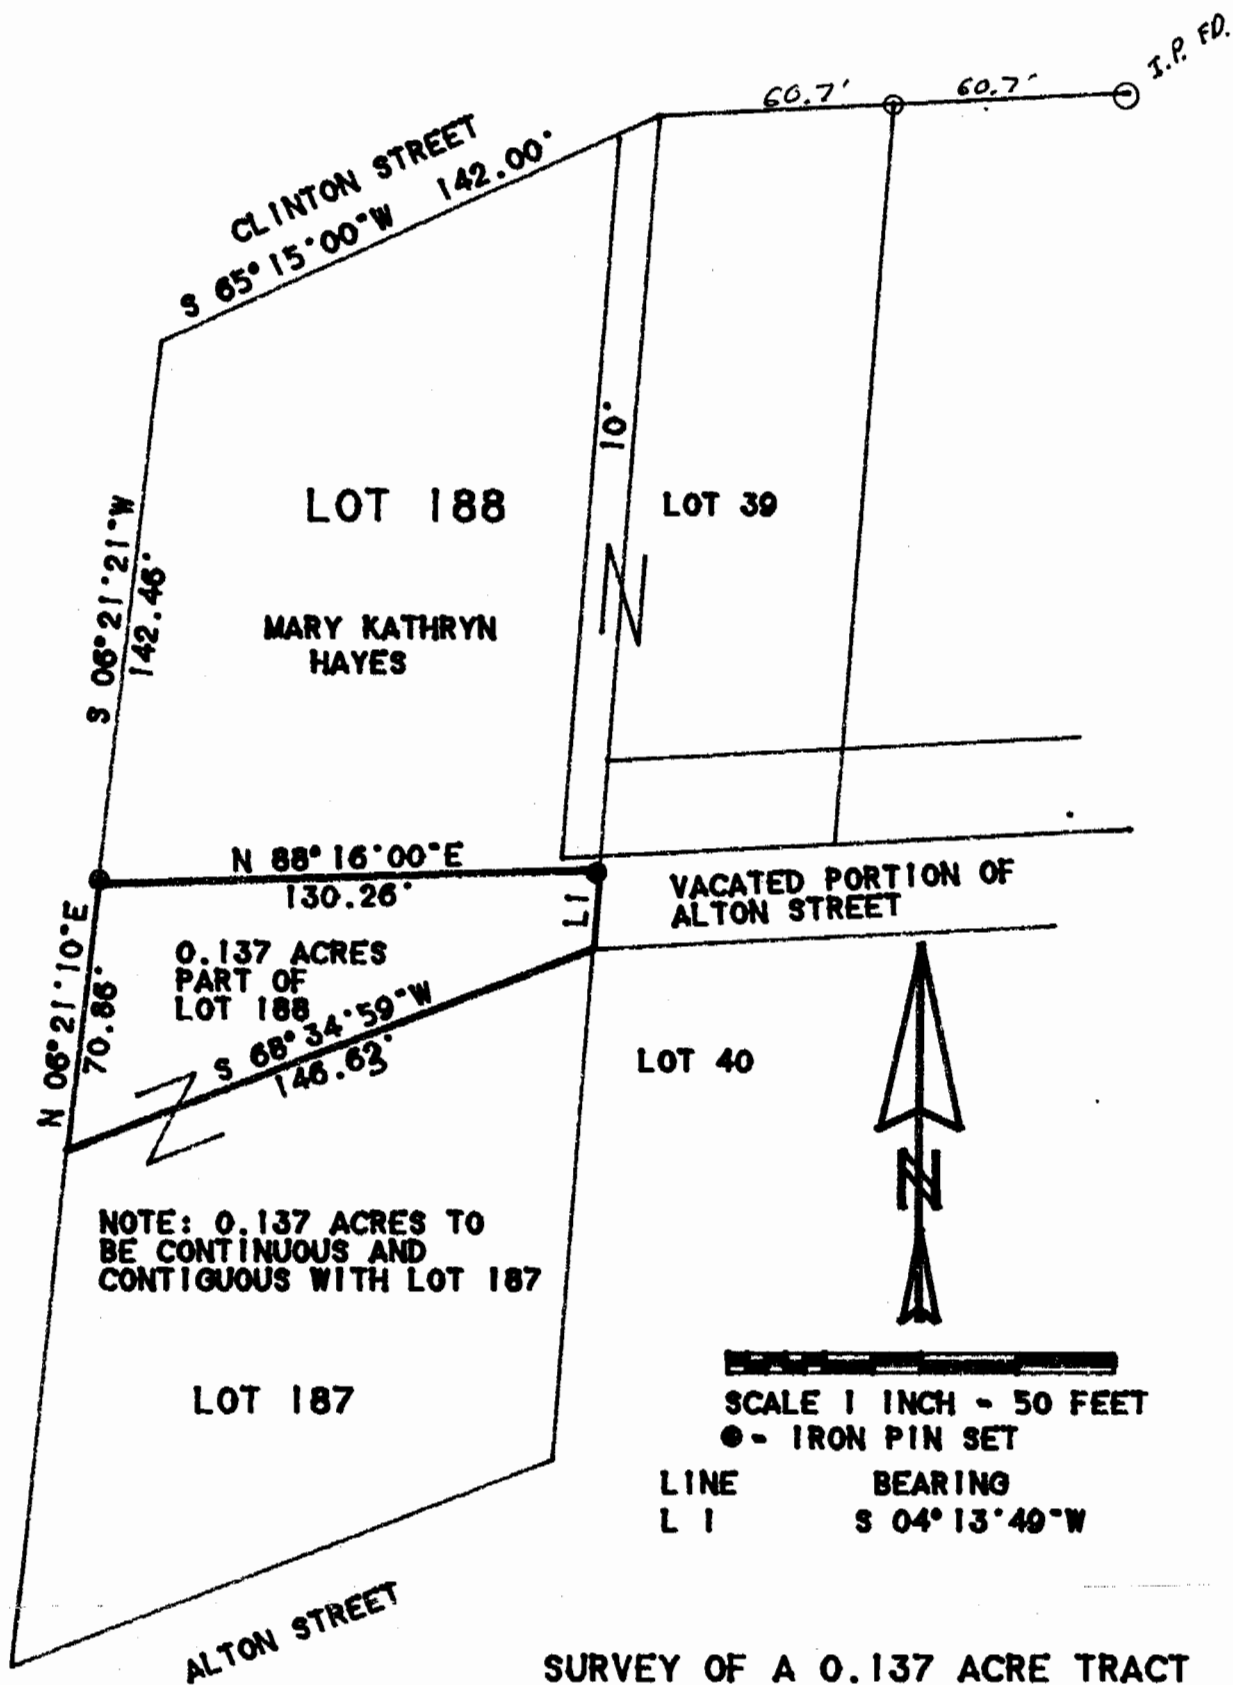 I.P. FD.
60.7'
60.7'
CLINTON STREET
S 65° 15'00"W 142.00'
10'
LOT 188
LOT 39
S 06°21'21"W
142.46'
MARY KATHRYN
HAYES
N 88° 16'00"E
130.26'
L1
VACATED PORTION OF
ALTON STREET
N 06°21'10"E
70.86'
0.137 ACRES
PART OF
LOT 188
S 68° 34'59"W
146.62'
LOT 40
N
NOTE: 0.137 ACRES TO
BE CONTINUOUS AND
CONTIGUOUS WITH LOT 187
LOT 187
SCALE 1 INCH = 50 FEET
- IRON PIN SET
LINE BEARING
L 1 S 04° 13'49"W
ALTON STREET
SURVEY OF A 0.137 ACRE TRACT